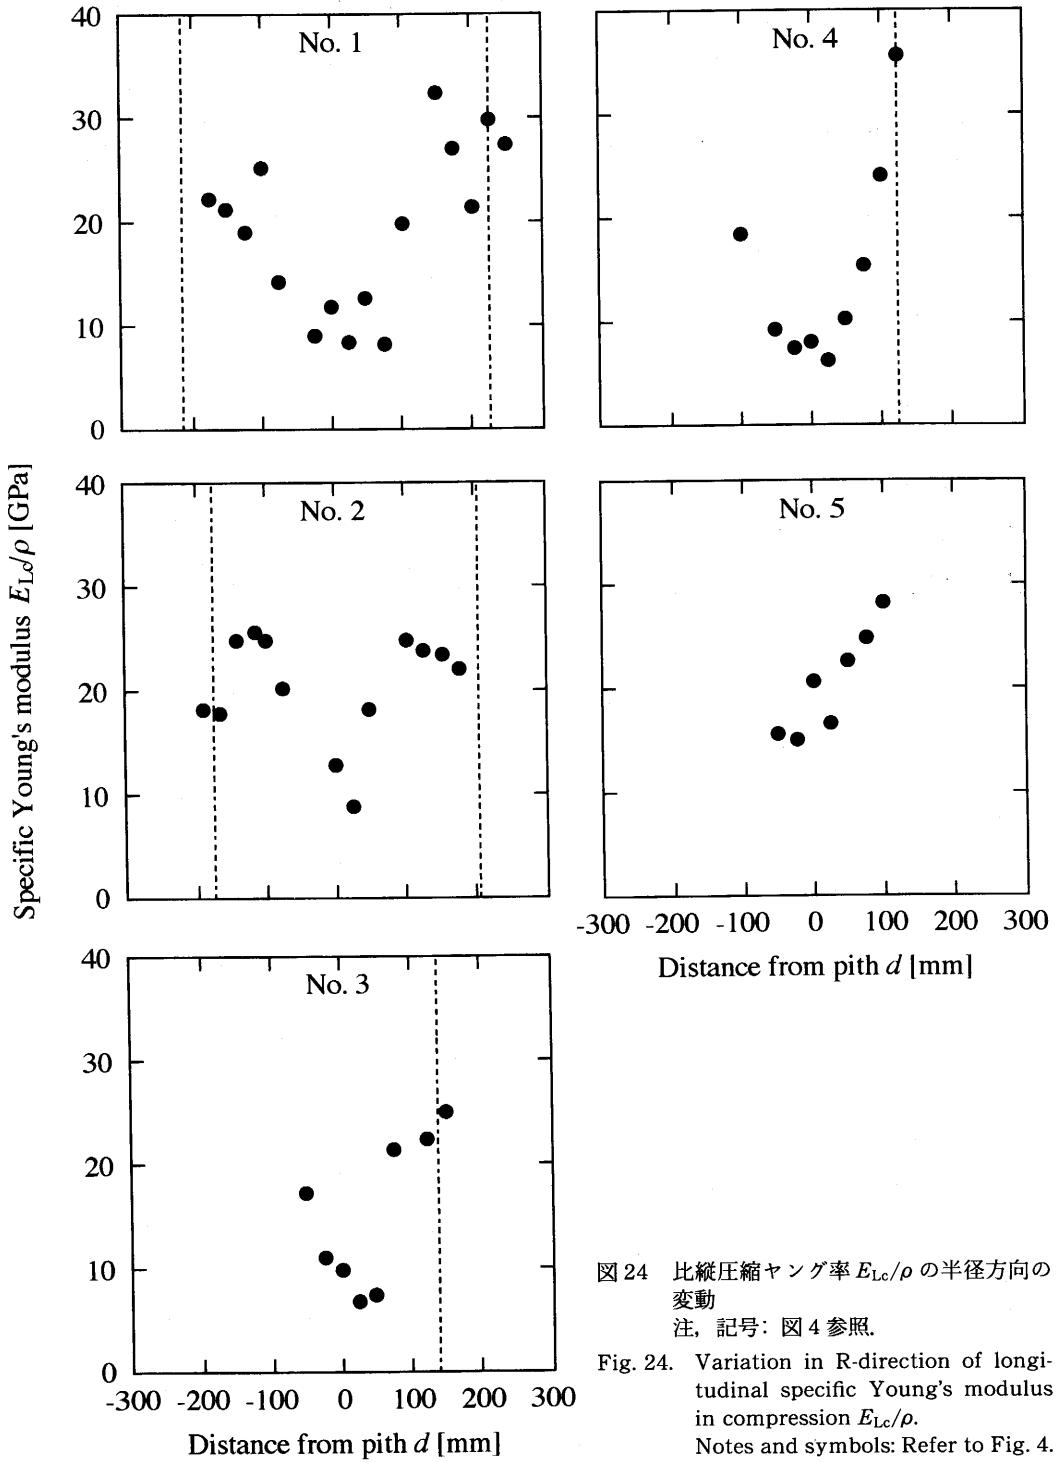 Specific Young's modulus E_Lc/ρ [GPa]
No. 1
40
30
20
10
0
No. 4
No. 2
40
30
20
10
0
No. 5
-300 -200 -100 0 100 200 300
Distance from pith d [mm]
No. 3
40
30
20
10
0
-300 -200 -100 0 100 200 300
Distance from pith d [mm]
図24 比縦圧縮ヤング率 E_Lc/ρ の半径方向の
変動
注,記号:図4参照.
Fig. 24. Variation in R-direction of longi-
tudinal specific Young's modulus
in compression E_Lc/ρ.
Notes and symbols: Refer to Fig. 4.